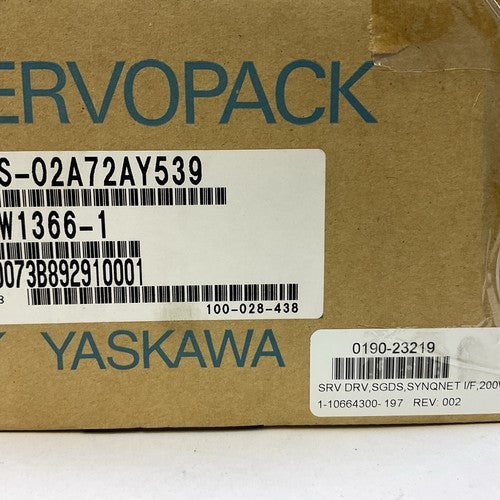 ERVOPACK
S-02A72AY539
W1366-1
0073B892910001
100-028-438
YASKAWA
0190-23219
SRV DRV,SGDS,SYNQNET I/F,200W
1-10664300- 197 REV: 002